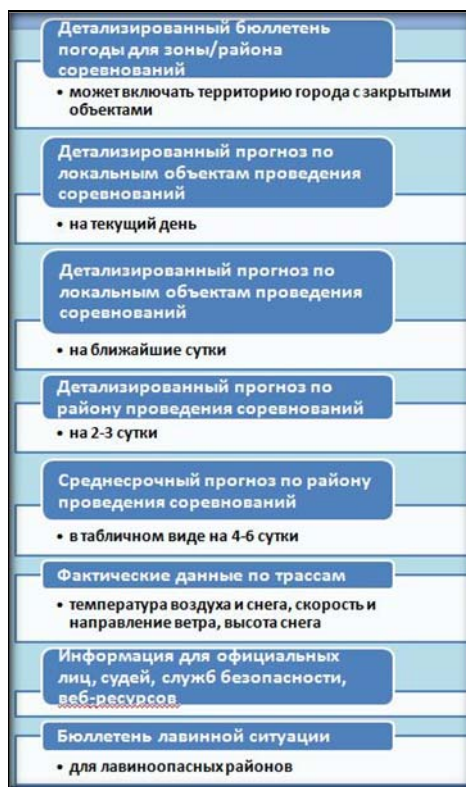 Детализированный бюллетень
погоды для зоны/района
соревнований
• может включать территорию города с закрытыми
объектами
Детализированный прогноз по
локальным объектам проведения
соревнований
• на текущий день
Детализированный прогноз по
локальным объектам проведения
соревнований
• на ближайшие сутки
Детализированный прогноз по
району проведения соревнований
• на 2-3 сутки
Среднесрочный прогноз по району
проведения соревнований
• в табличном виде на 4-6 сутки
Фактические данные по трассам
• температура воздуха и снега, скорость и
направление ветра, высота снега
Информация для официальных
лиц, судей, служб безопасности,
веб-ресурсов
Бюллетень лавинной ситуации
• для лавиноопасных районов